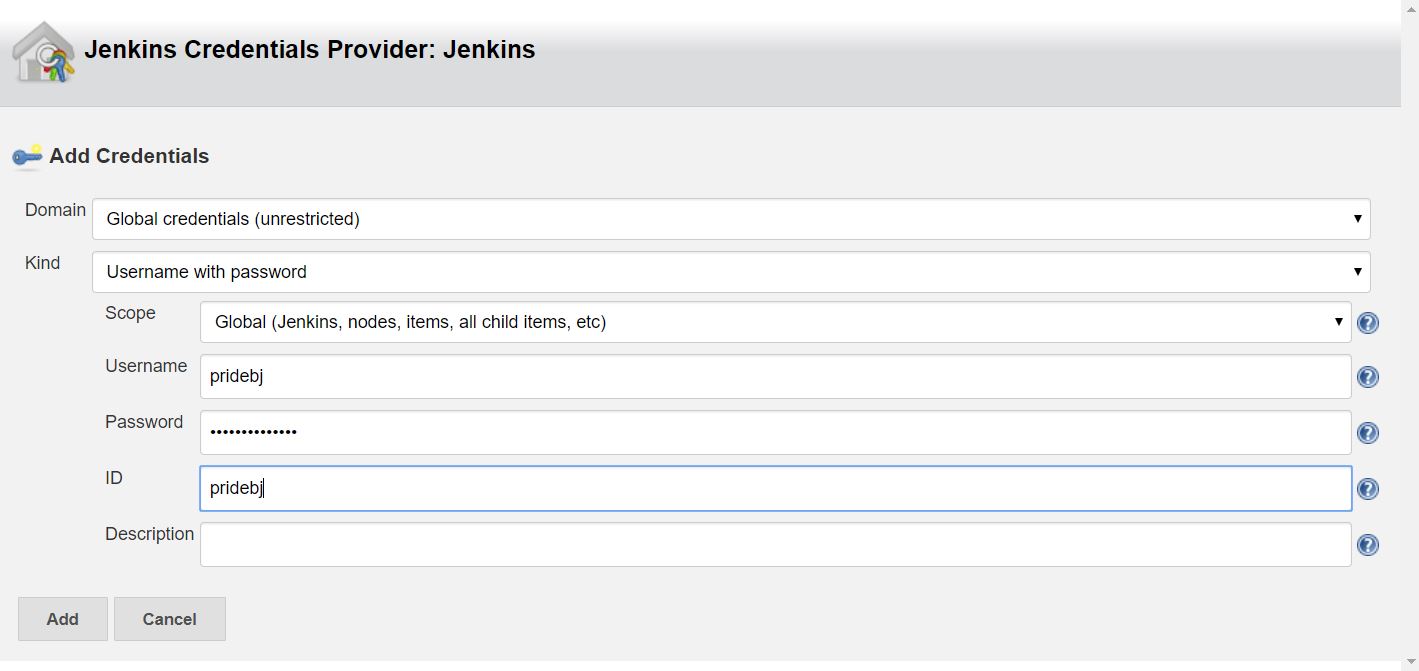 Jenkins Credentials Provider: Jenkins
Add Credentials
Domain Global credentials (unrestricted)
Kind Username with password
Scope Global (Jenkins, nodes, items, all child items, etc)
Username pridebj
Password ••••••••••••••
ID pridebj
Description
Add Cancel